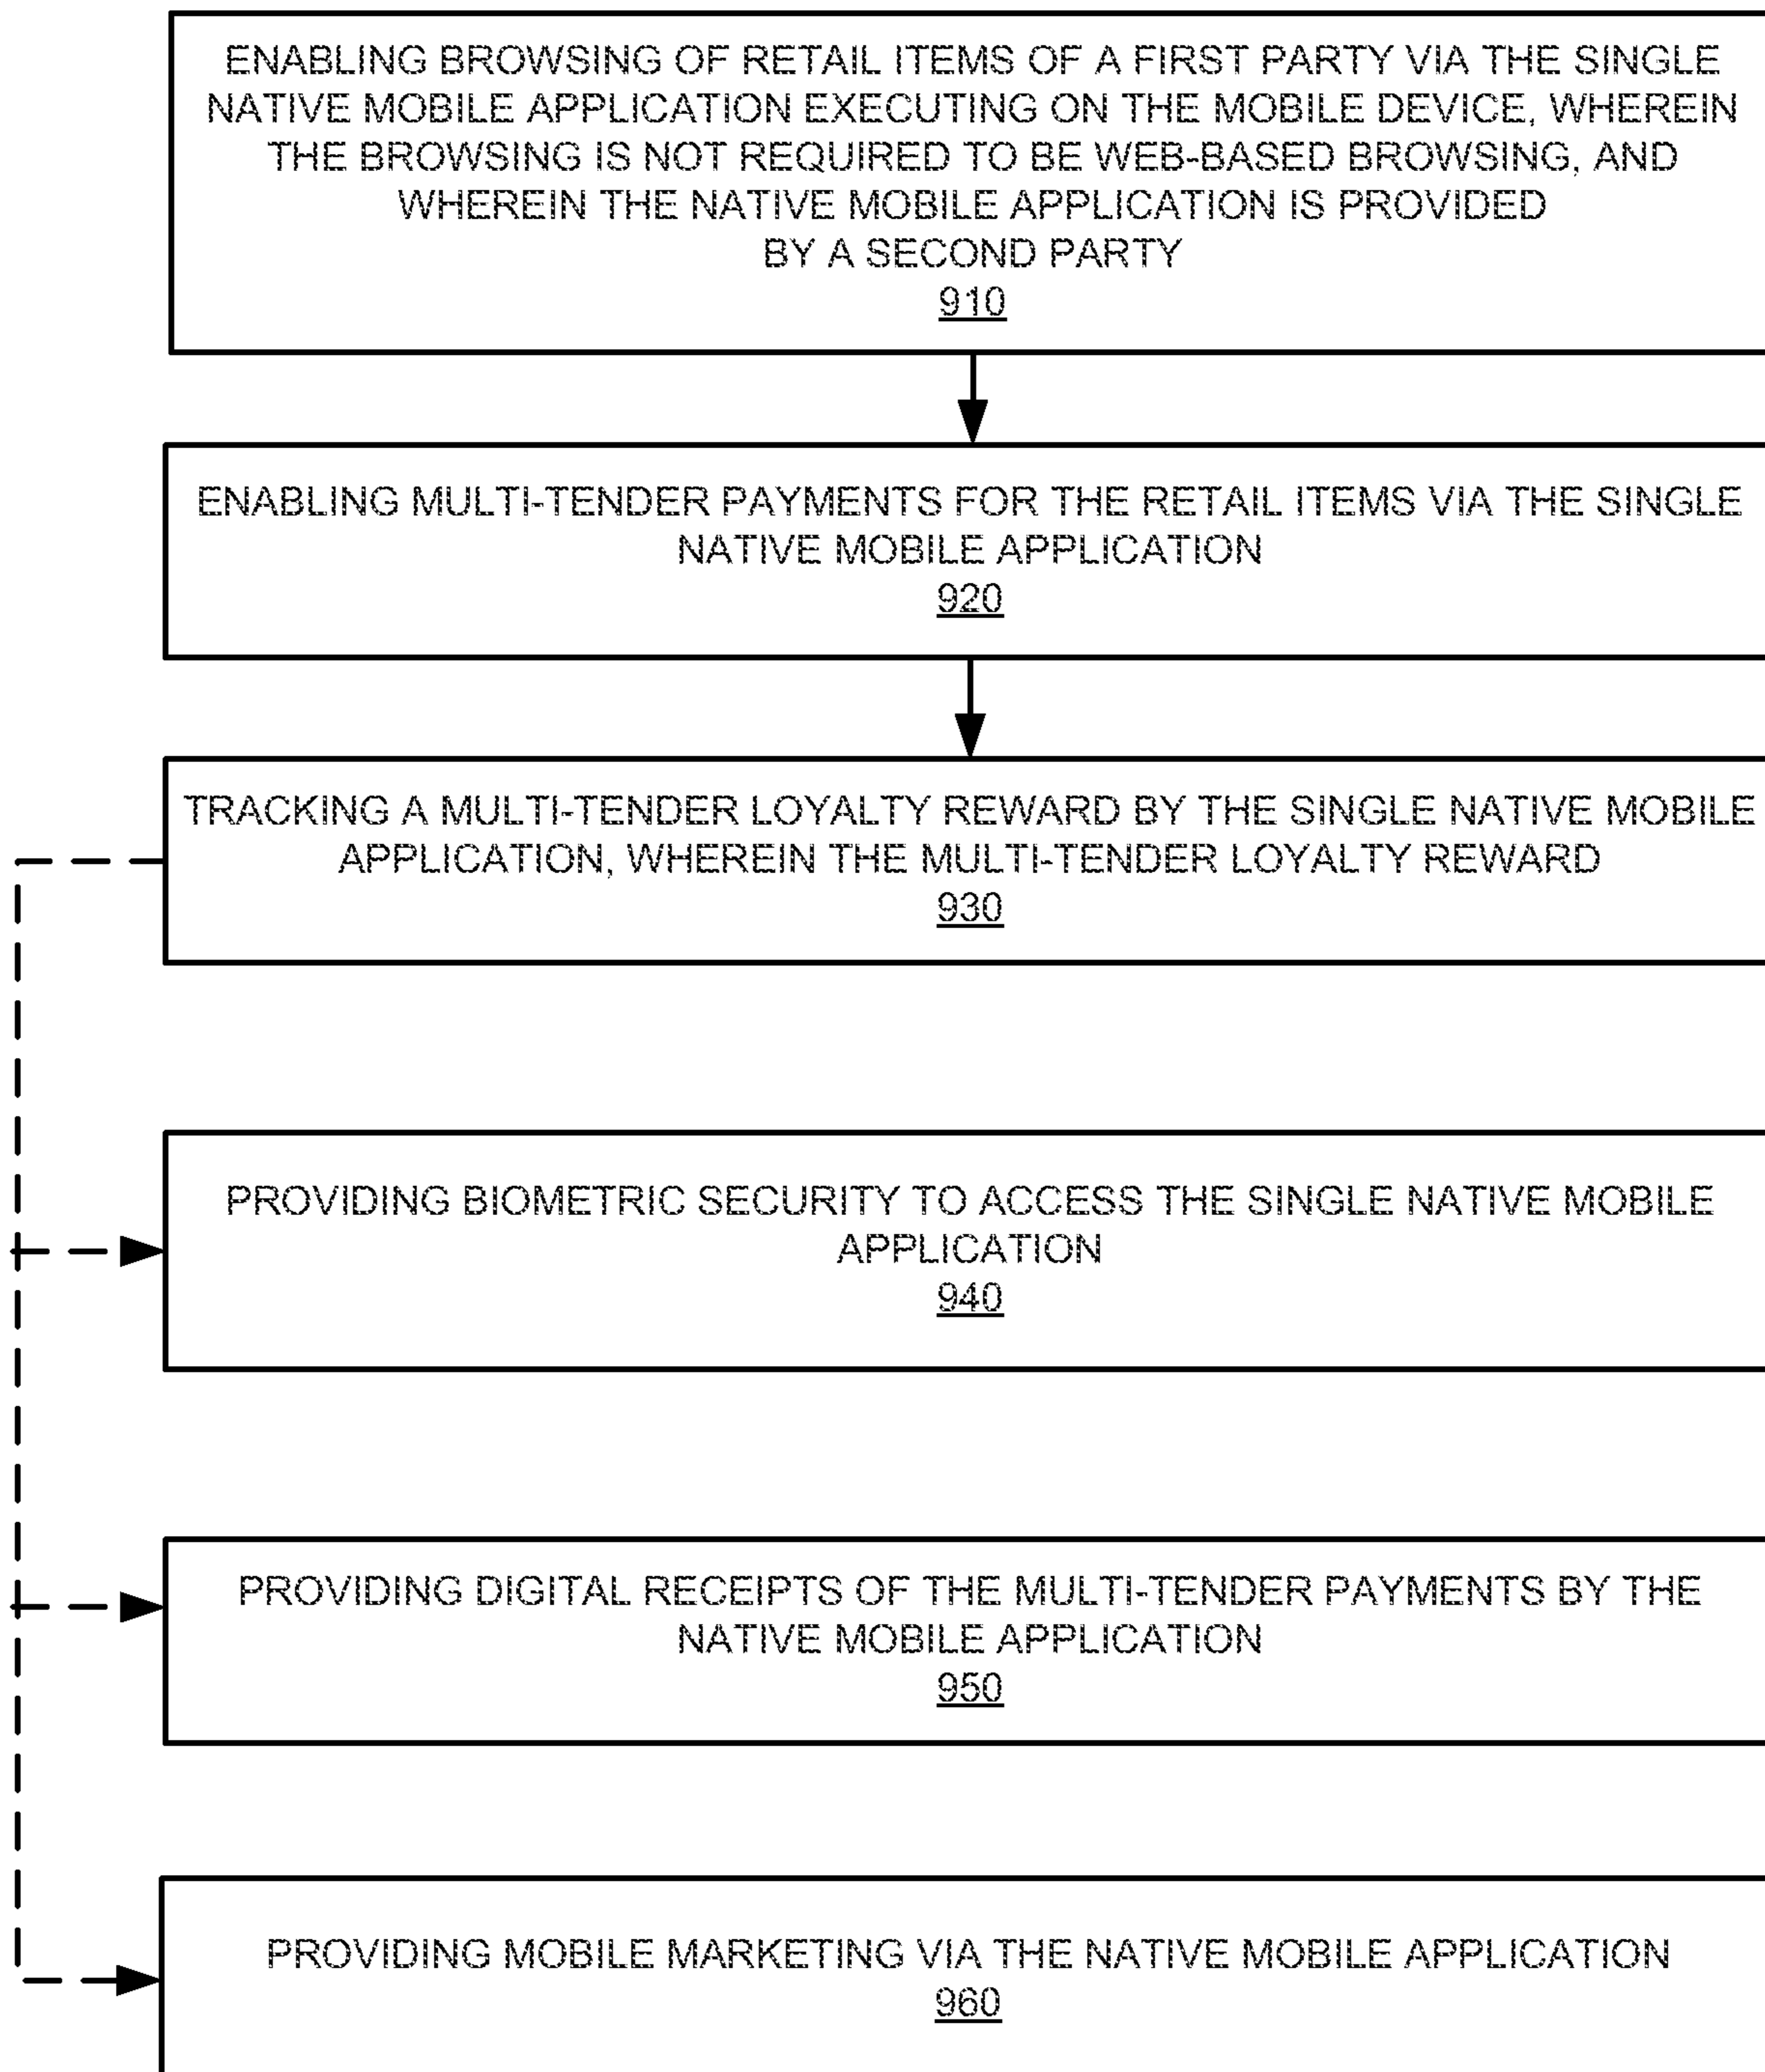 ENABLING BROWSING OF RETAIL ITEMS OF A FIRST PARTY VIA THE SINGLE
NATIVE MOBILE APPLICATION EXECUTING ON THE MOBILE DEVICE, WHEREIN
THE BROWSING IS NOT REQUIRED TO BE WEB-BASED BROWSING, AND
WHEREIN THE NATIVE MOBILE APPLICATION IS PROVIDED
BY A SECOND PARTY
910
ENABLING MULTI-TENDER PAYMENTS FOR THE RETAIL ITEMS VIA THE SINGLE
NATIVE MOBILE APPLICATION
920
TRACKING A MULTI-TENDER LOYALTY REWARD BY THE SINGLE NATIVE MOBILE
APPLICATION, WHEREIN THE MULTI-TENDER LOYALTY REWARD
930
PROVIDING BIOMETRIC SECURITY TO ACCESS THE SINGLE NATIVE MOBILE
APPLICATION
940
PROVIDING DIGITAL RECEIPTS OF THE MULTI-TENDER PAYMENTS BY THE
NATIVE MOBILE APPLICATION
950
PROVIDING MOBILE MARKETING VIA THE NATIVE MOBILE APPLICATION
960